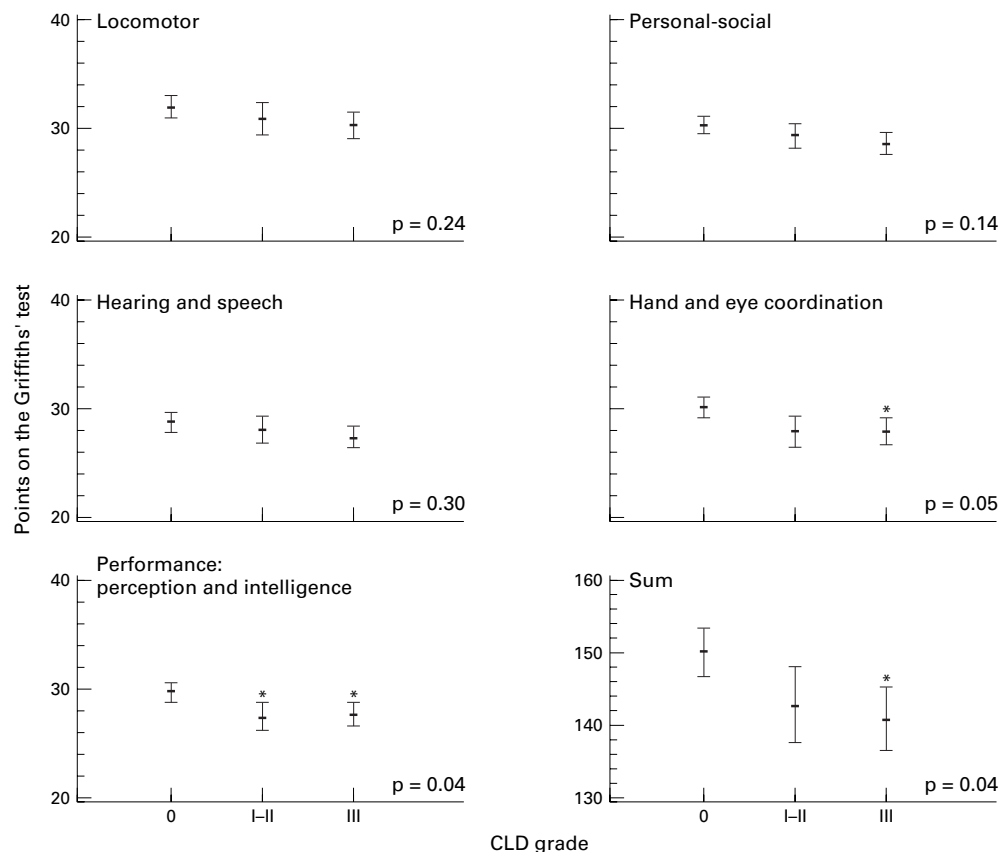 40
Locomotor
30
20
p = 0.24
Personal-social
p = 0.14
Points on the Griffiths' test
40
Hearing and speech
30
20
p = 0.30
Hand and eye coordination
*
p = 0.05
Performance:
perception and intelligence
40
30
20
* *
p = 0.04
0 I–II III
160
Sum
150
140
130
*
p = 0.04
0 I–II III
CLD grade